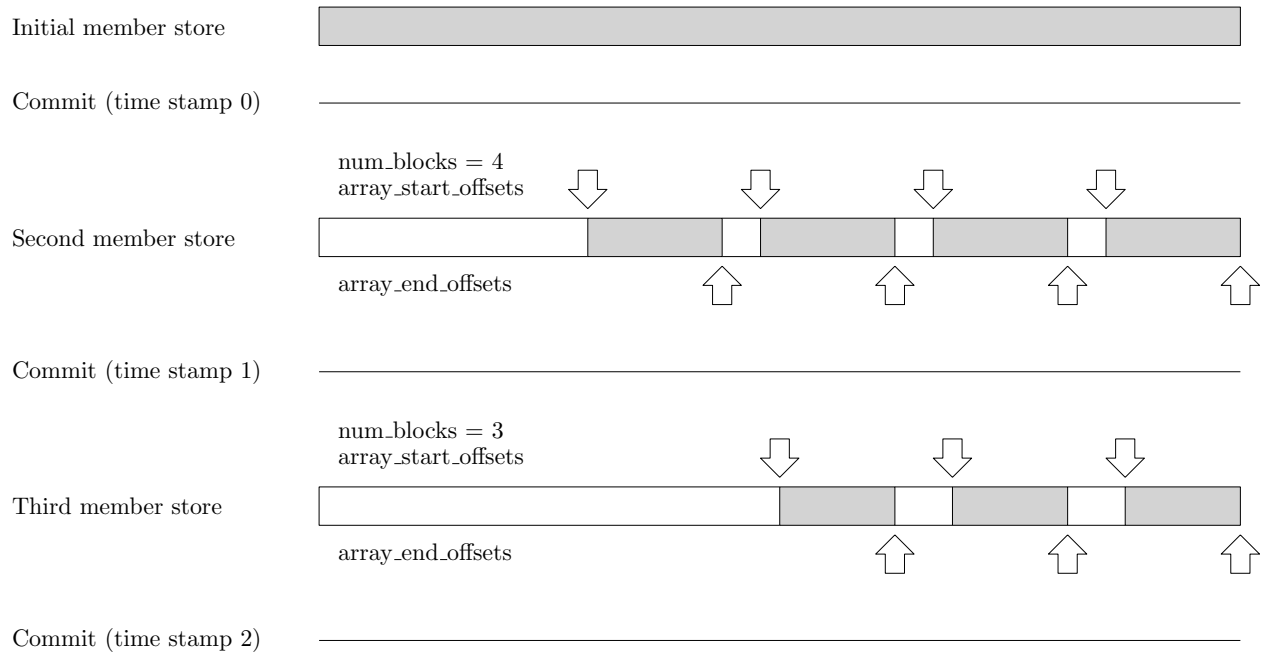 Initial member store
Commit (time stamp 0)
num_blocks = 4
array_start_offsets
Second member store
array_end_offsets
Commit (time stamp 1)
num_blocks = 3
array_start_offsets
Third member store
array_end_offsets
Commit (time stamp 2)